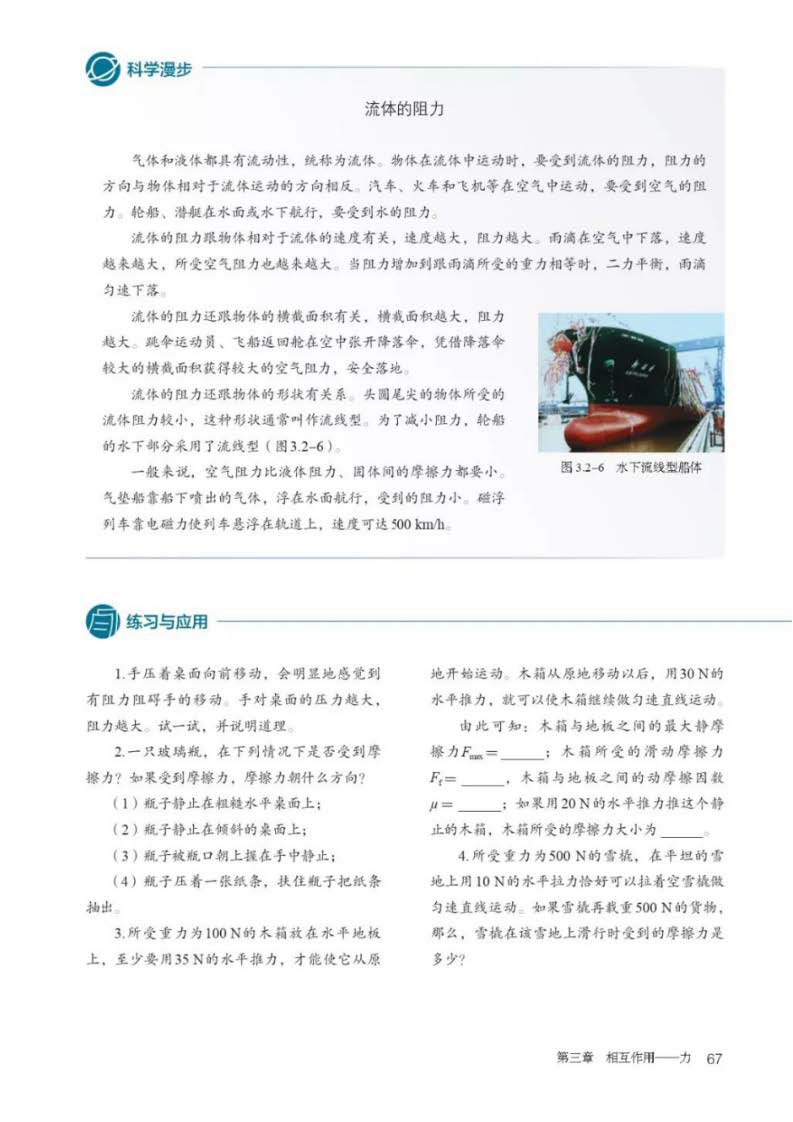 科学漫步
流体的阻力
气体和液体都具有流动性，统称为流体。物体在流体中运动时，要受到流体的阻力，阻力的
方向与物体相对于流体运动的方向相反。汽车、火车和飞机等在空气中运动，要受到空气的阻
力。轮船、潜艇在水面或水下航行，要受到水的阻力。
流体的阻力跟物体相对于流体的速度有关，速度越大，阻力越大。雨滴在空气中下落，速度
越来越大，所受空气阻力也越来越大。当阻力增加到跟雨滴所受的重力相等时，二力平衡，雨滴
匀速下落。
流体的阻力还跟物体的横截面积有关，横截面积越大，阻力
越大。跳伞运动员、飞船返回舱在空中张开降落伞，凭借降落伞
较大的横截面积获得较大的空气阻力，安全落地。
流体的阻力还跟物体的形状有关系。头圆尾尖的物体所受的
流体阻力较小，这种形状通常叫作流线型。为了减小阻力，轮船
的水下部分采用了流线型（图3.2-6）。
一般来说，空气阻力比液体阻力、固体间的摩擦力都要小。
气垫船靠船下喷出的气体，浮在水面航行，受到的阻力小。磁浮
列车靠电磁力使列车悬浮在轨道上，速度可达500 km/h。
图 3.2-6 水下流线型船体
练习与应用
1.手压着桌面向前移动，会明显地感觉到
有阻力阻碍手的移动。手对桌面的压力越大，
阻力越大。试一试，并说明道理。
2.一只玻璃瓶，在下列情况下是否受到摩
擦力？如果受到摩擦力，摩擦力朝什么方向？
（1）瓶子静止在粗糙水平桌面上；
（2）瓶子静止在倾斜的桌面上；
（3）瓶子被瓶口朝上握在手中静止；
（4）瓶子压着一张纸条，扶住瓶子把纸条
抽出。
3.所受重力为100 N的木箱放在水平地板
上，至少要用35 N的水平推力，才能使它从原
地开始运动。木箱从原地移动以后，用30 N的
水平推力，就可以使木箱继续做匀速直线运动。
由此可知：木箱与地板之间的最大静摩
擦力Fmax＝_____；木箱所受的滑动摩擦力
Ff＝_____，木箱与地板之间的动摩擦因数
μ＝_____；如果用20 N的水平推力推这个静
止的木箱，木箱所受的摩擦力大小为_____。
4.所受重力为500 N的雪橇，在平坦的雪
地上用10 N的水平拉力恰好可以拉着空雪橇做
匀速直线运动。如果雪橇再载重500 N的货物，
那么，雪橇在该雪地上滑行时受到的摩擦力是
多少？
第三章 相互作用——力 67